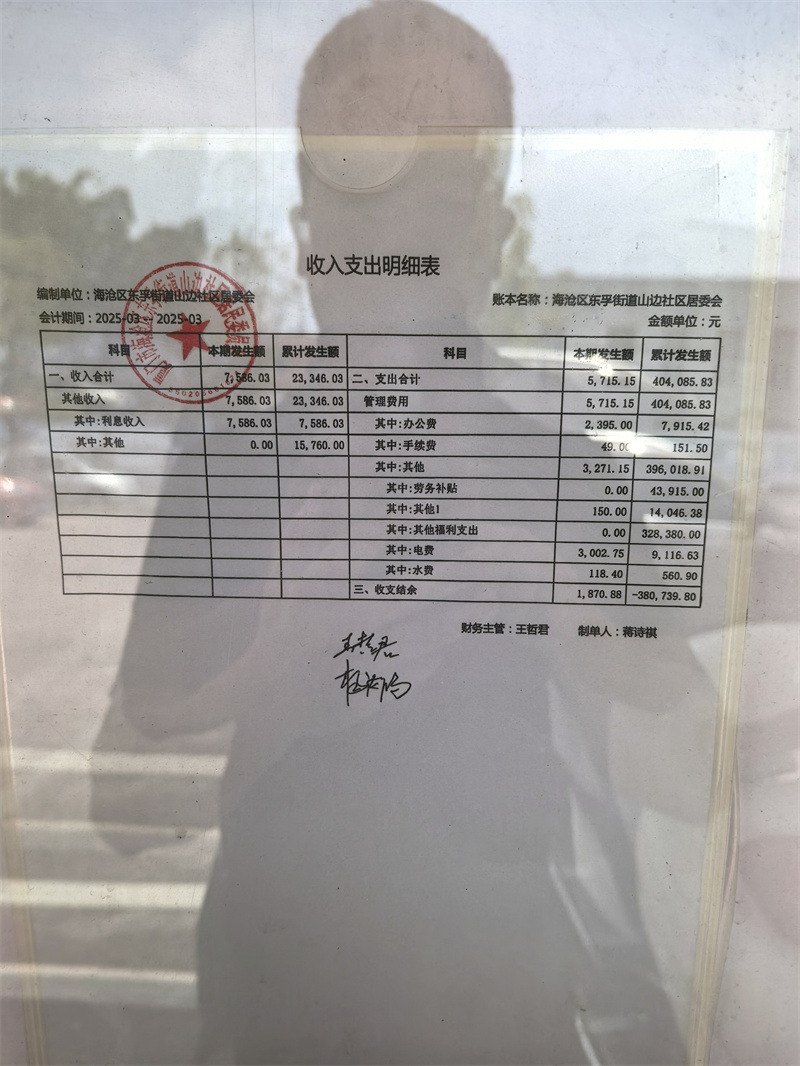 收入支出明细表
编制单位：海沧区东孚街道山边社区居委会 账本名称：海沧区东孚街道山边社区居委会
会计期间：2025-03 - 2025-03 金额单位：元
科目 本期发生额 累计发生额 科目 本期发生额 累计发生额
一、收入合计 7,586.03 23,346.03 二、支出合计 5,715.15 404,085.83
其他收入 7,586.03 23,346.03 管理费用 5,715.15 404,085.83
其中:利息收入 7,586.03 7,586.03 其中:办公费 2,395.00 7,915.42
其中:其他 0.00 15,760.00 其中:手续费 49.00 151.50
其中:其他 3,271.15 396,018.91
其中:劳务补贴 0.00 43,915.00
其中:其他1 150.00 14,046.38
其中:其他福利支出 0.00 328,380.00
其中:电费 3,002.75 9,116.63
其中:水费 118.40 560.90
三、收支结余 1,870.88 -380,739.80
财务主管：王哲君 制单人：蒋诗祺
王哲君